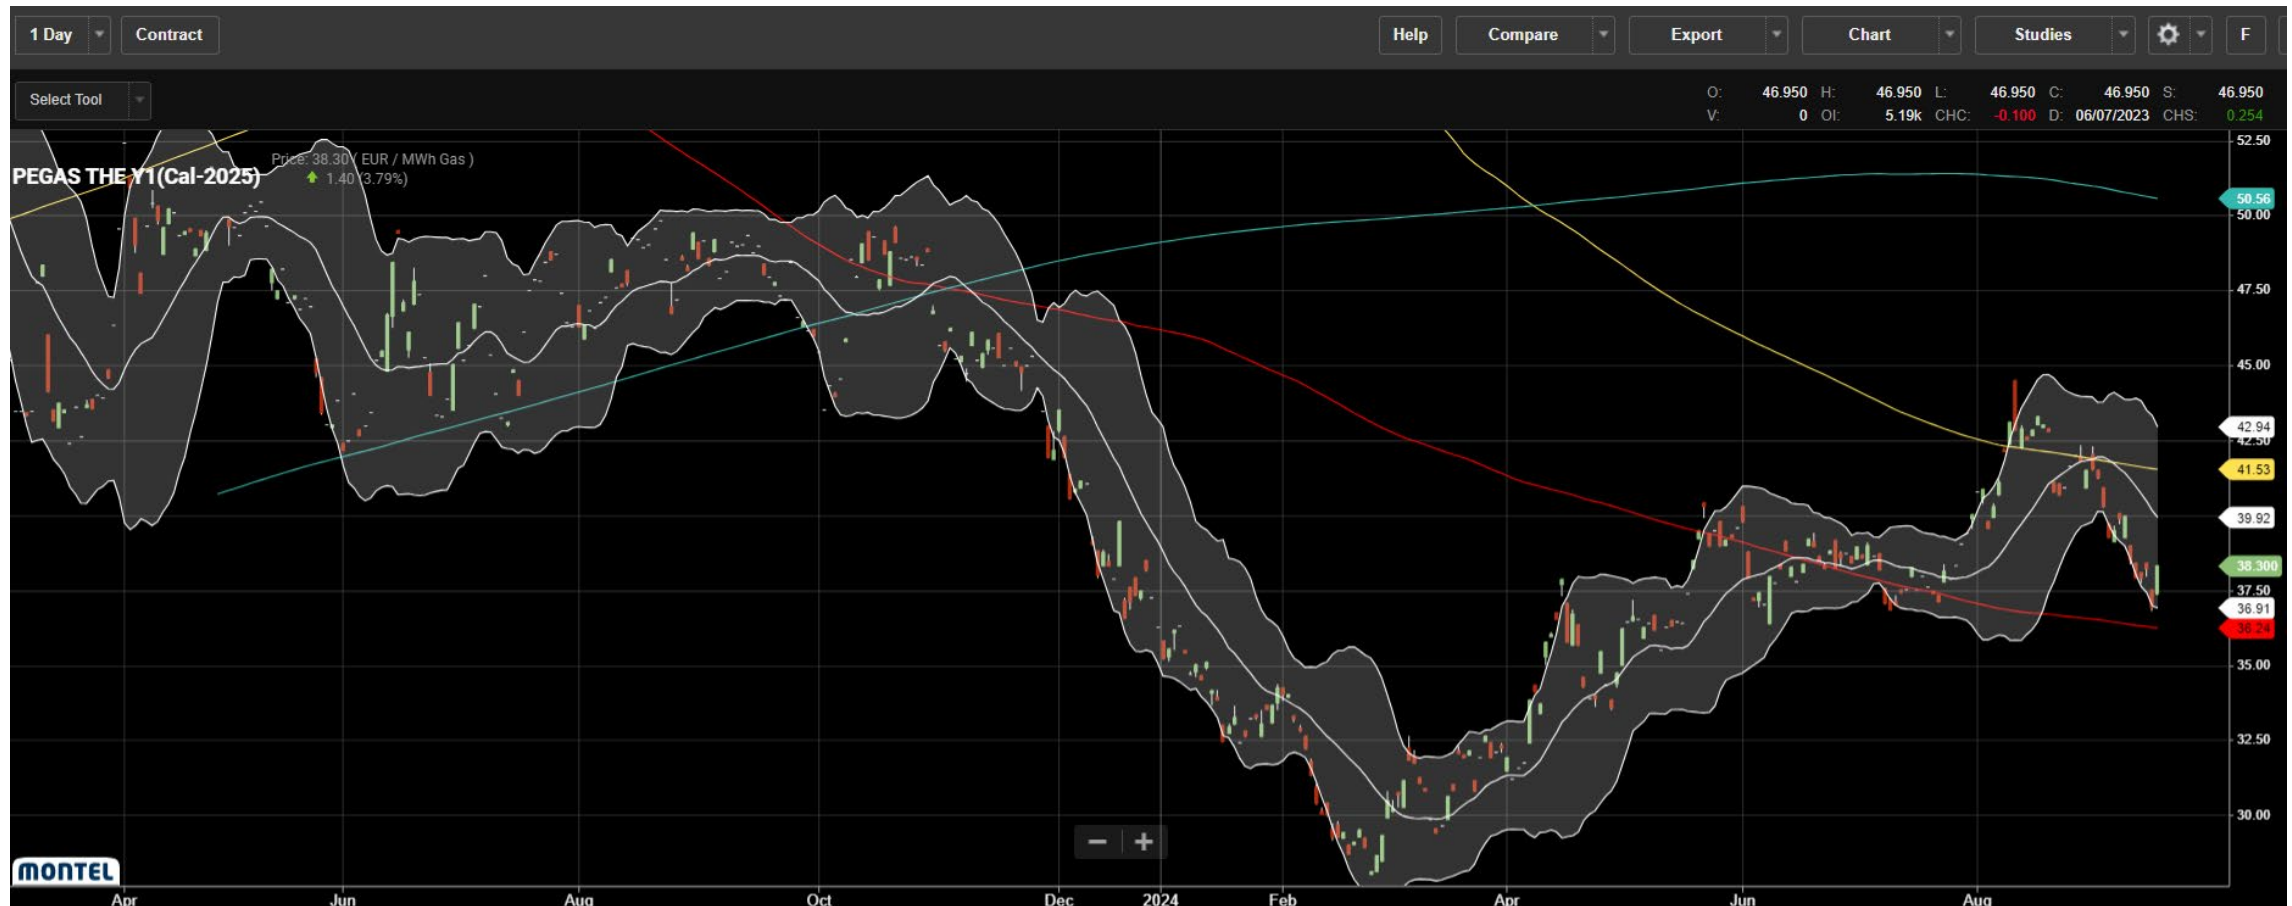 1 Day Contract Help Compare Export Chart Studies F
Select Tool O: 46.950 H: 46.950 L: 46.950 C: 46.950 S: 46.950
V: 0 OI: 5.19k CHC: -0.100 D: 06/07/2023 CHS: 0.254
52.50
Price: 38.30 ( EUR / MWh Gas )
PEGAS THE Y1(Cal-2025) 1.40 (3.79%)
50.56
50.00
47.50
45.00
42.94
42.50
41.53
39.92
38.300
37.50
36.91
36.24
35.00
32.50
30.00
MONTEL
Apr Jun Aug Oct Dec 2024 Feb Apr Jun Aug